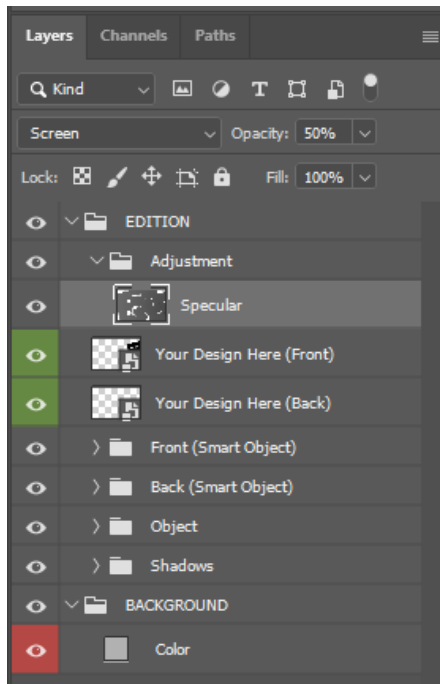 Layers Channels Paths
Kind
Screen Opacity: 50%
Lock: Fill: 100%
EDITION
Adjustment
Specular
Your Design Here (Front)
Your Design Here (Back)
Front (Smart Object)
Back (Smart Object)
Object
Shadows
BACKGROUND
Color